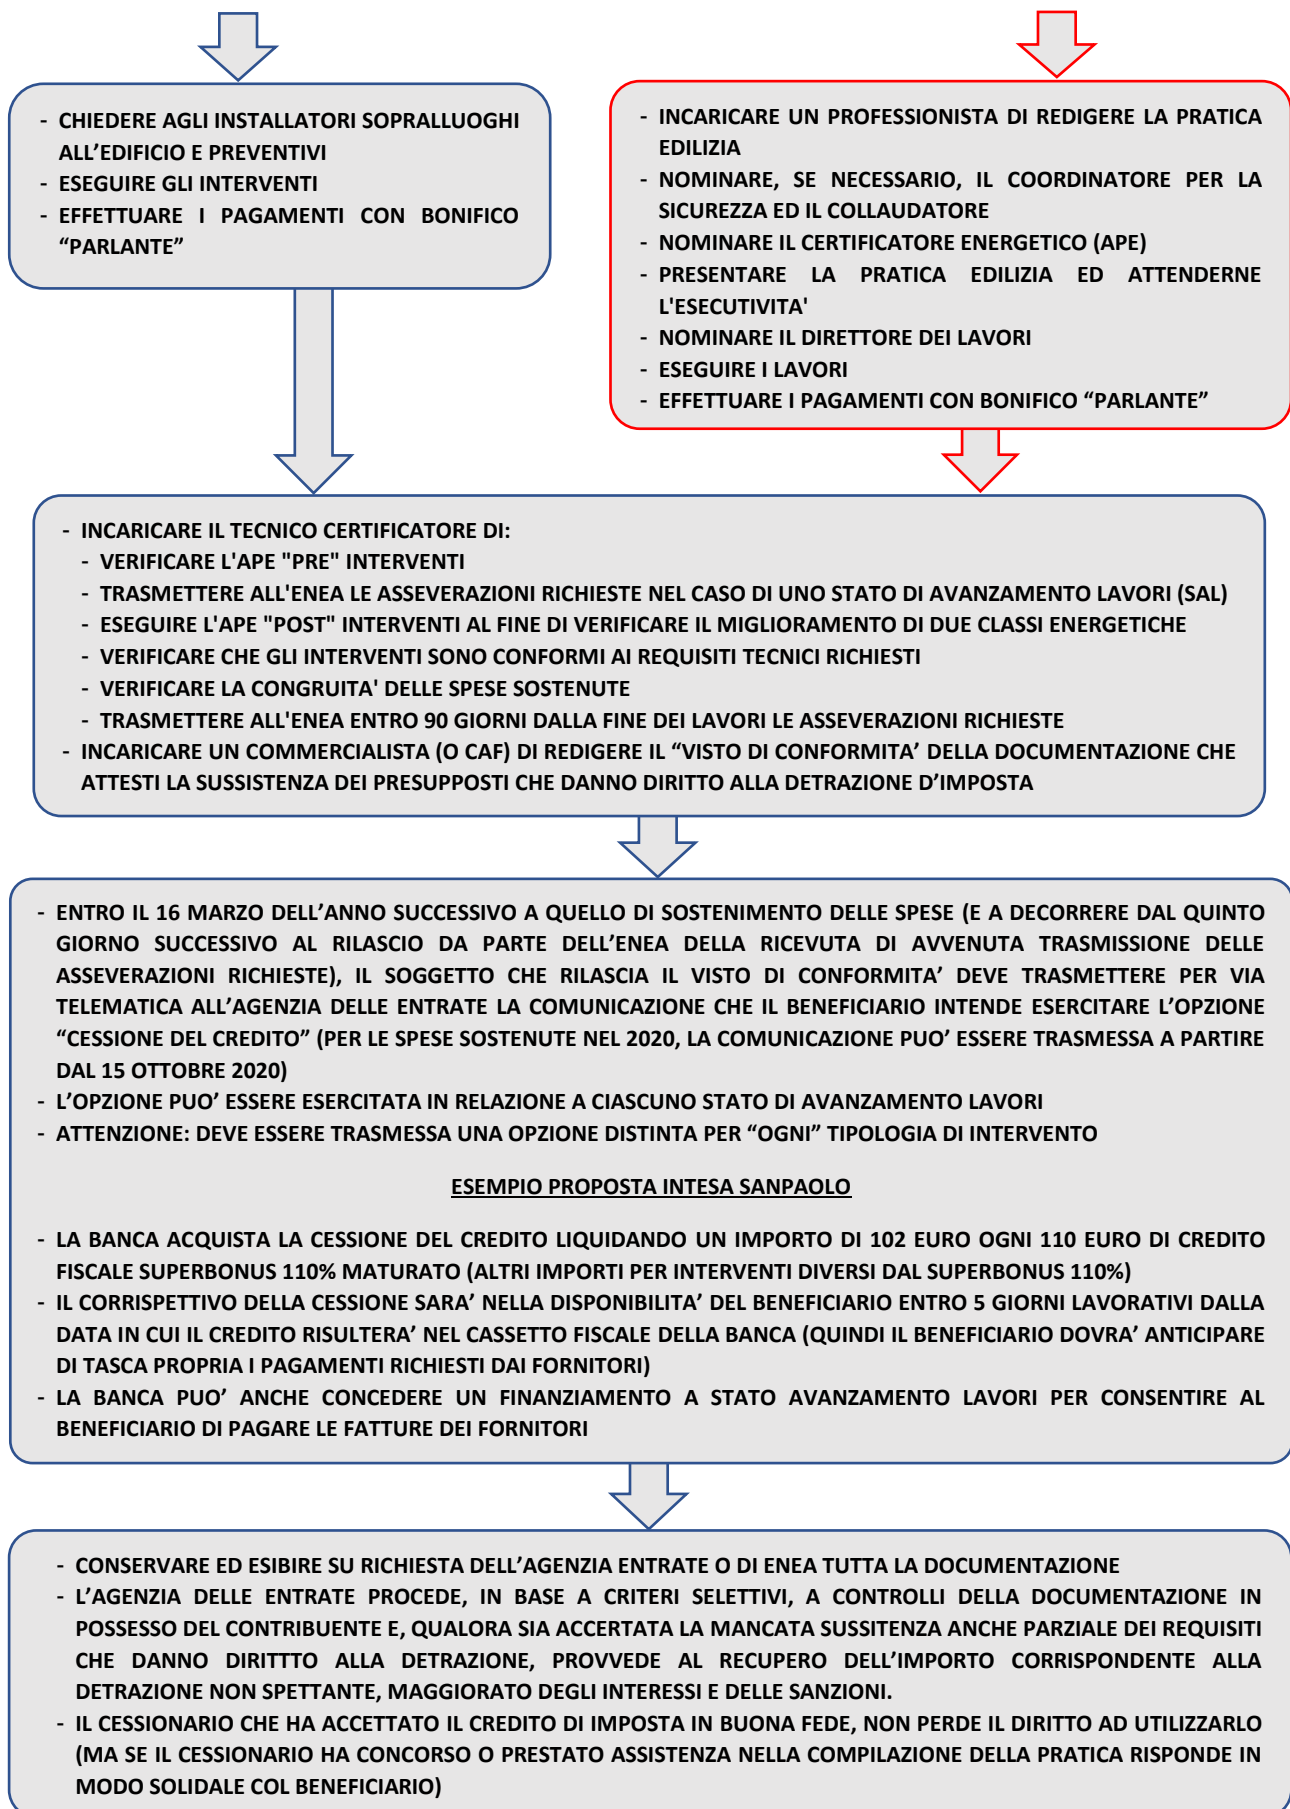 - CHIEDERE AGLI INSTALLATORI SOPRALLUOGHI
ALL’EDIFICIO E PREVENTIVI
- ESEGUIRE GLI INTERVENTI
- EFFETTUARE I PAGAMENTI CON BONIFICO
“PARLANTE”
- INCARICARE UN PROFESSIONISTA DI REDIGERE LA PRATICA
EDILIZIA
- NOMINARE, SE NECESSARIO, IL COORDINATORE PER LA
SICUREZZA ED IL COLLAUDATORE
- NOMINARE IL CERTIFICATORE ENERGETICO (APE)
- PRESENTARE LA PRATICA EDILIZIA ED ATTENDERNE
L'ESECUTIVITA'
- NOMINARE IL DIRETTORE DEI LAVORI
- ESEGUIRE I LAVORI
- EFFETTUARE I PAGAMENTI CON BONIFICO “PARLANTE”
- INCARICARE IL TECNICO CERTIFICATORE DI:
- VERIFICARE L'APE "PRE" INTERVENTI
- TRASMETTERE ALL'ENEA LE ASSEVERAZIONI RICHIESTE NEL CASO DI UNO STATO DI AVANZAMENTO LAVORI (SAL)
- ESEGUIRE L'APE "POST" INTERVENTI AL FINE DI VERIFICARE IL MIGLIORAMENTO DI DUE CLASSI ENERGETICHE
- VERIFICARE CHE GLI INTERVENTI SONO CONFORMI AI REQUISITI TECNICI RICHIESTI
- VERIFICARE LA CONGRUITA' DELLE SPESE SOSTENUTE
- TRASMETTERE ALL'ENEA ENTRO 90 GIORNI DALLA FINE DEI LAVORI LE ASSEVERAZIONI RICHIESTE
- INCARICARE UN COMMERCIALISTA (O CAF) DI REDIGERE IL “VISTO DI CONFORMITA’ DELLA DOCUMENTAZIONE CHE
ATTESTI LA SUSSISTENZA DEI PRESUPPOSTI CHE DANNO DIRITTO ALLA DETRAZIONE D’IMPOSTA
- ENTRO IL 16 MARZO DELL’ANNO SUCCESSIVO A QUELLO DI SOSTENIMENTO DELLE SPESE (E A DECORRERE DAL QUINTO
GIORNO SUCCESSIVO AL RILASCIO DA PARTE DELL’ENEA DELLA RICEVUTA DI AVVENUTA TRASMISSIONE DELLE
ASSEVERAZIONI RICHIESTE), IL SOGGETTO CHE RILASCIA IL VISTO DI CONFORMITA’ DEVE TRASMETTERE PER VIA
TELEMATICA ALL’AGENZIA DELLE ENTRATE LA COMUNICAZIONE CHE IL BENEFICIARIO INTENDE ESERCITARE L’OPZIONE
“CESSIONE DEL CREDITO” (PER LE SPESE SOSTENUTE NEL 2020, LA COMUNICAZIONE PUO’ ESSERE TRASMESSA A PARTIRE
DAL 15 OTTOBRE 2020)
- L’OPZIONE PUO’ ESSERE ESERCITATA IN RELAZIONE A CIASCUNO STATO DI AVANZAMENTO LAVORI
- ATTENZIONE: DEVE ESSERE TRASMESSA UNA OPZIONE DISTINTA PER “OGNI” TIPOLOGIA DI INTERVENTO
ESEMPIO PROPOSTA INTESA SANPAOLO
- LA BANCA ACQUISTA LA CESSIONE DEL CREDITO LIQUIDANDO UN IMPORTO DI 102 EURO OGNI 110 EURO DI CREDITO
FISCALE SUPERBONUS 110% MATURATO (ALTRI IMPORTI PER INTERVENTI DIVERSI DAL SUPERBONUS 110%)
- IL CORRISPETTIVO DELLA CESSIONE SARA’ NELLA DISPONIBILITA’ DEL BENEFICIARIO ENTRO 5 GIORNI LAVORATIVI DALLA
DATA IN CUI IL CREDITO RISULTERA’ NEL CASSETTO FISCALE DELLA BANCA (QUINDI IL BENEFICIARIO DOVRA’ ANTICIPARE
DI TASCA PROPRIA I PAGAMENTI RICHIESTI DAI FORNITORI)
- LA BANCA PUO’ ANCHE CONCEDERE UN FINANZIAMENTO A STATO AVANZAMENTO LAVORI PER CONSENTIRE AL
BENEFICIARIO DI PAGARE LE FATTURE DEI FORNITORI
- CONSERVARE ED ESIBIRE SU RICHIESTA DELL’AGENZIA ENTRATE O DI ENEA TUTTA LA DOCUMENTAZIONE
- L’AGENZIA DELLE ENTRATE PROCEDE, IN BASE A CRITERI SELETTIVI, A CONTROLLI DELLA DOCUMENTAZIONE IN
POSSESSO DEL CONTRIBUENTE E, QUALORA SIA ACCERTATA LA MANCATA SUSSITENZA ANCHE PARZIALE DEI REQUISITI
CHE DANNO DIRITTTO ALLA DETRAZIONE, PROVVEDE AL RECUPERO DELL’IMPORTO CORRISPONDENTE ALLA
DETRAZIONE NON SPETTANTE, MAGGIORATO DEGLI INTERESSI E DELLE SANZIONI.
- IL CESSIONARIO CHE HA ACCETTATO IL CREDITO DI IMPOSTA IN BUONA FEDE, NON PERDE IL DIRITTO AD UTILIZZARLO
(MA SE IL CESSIONARIO HA CONCORSO O PRESTATO ASSISTENZA NELLA COMPILAZIONE DELLA PRATICA RISPONDE IN
MODO SOLIDALE COL BENEFICIARIO)